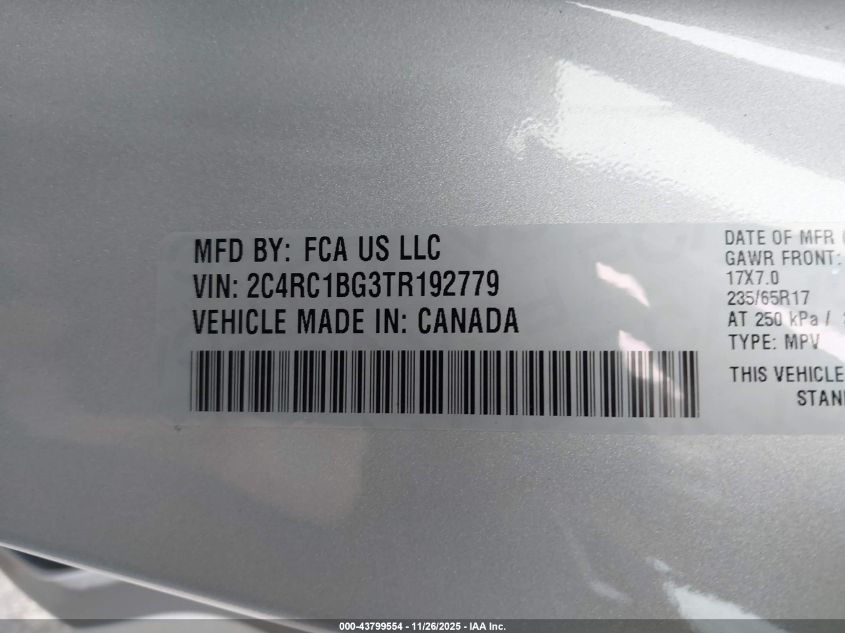 MFD BY: FCA US LLC
VIN: 2C4RC1BG3TR192779
VEHICLE MADE IN: CANADA
DATE OF MFR
GAWR FRONT:
17X7.0
235/65R17
AT 250 kPa /
TYPE: MPV
THIS VEHICLE
000-43799554 - 11/26/2025 - IAA Inc.